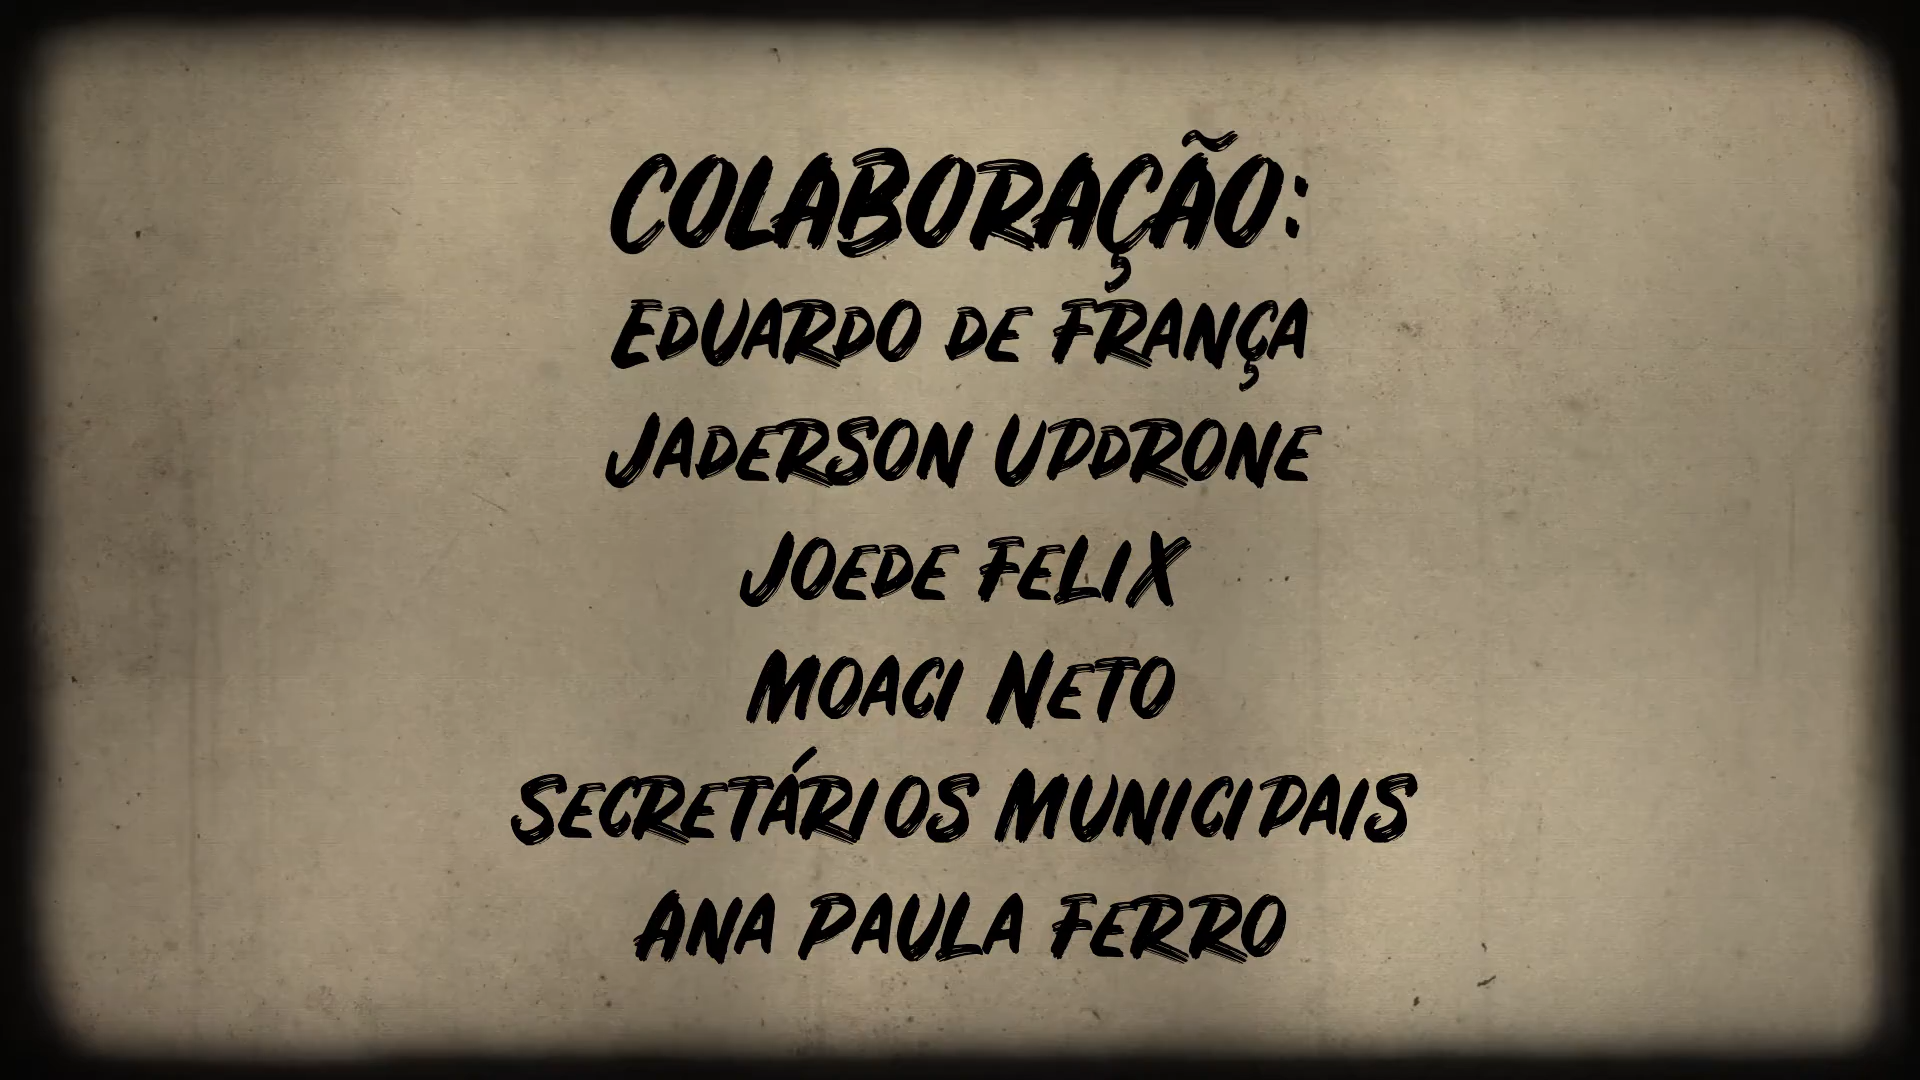 COLABORAÇÃO:
EDUARDO DE FRANÇA
JADERSON UPDRONE
JOEDE FELIX
MOACI NETO
SECRETÁRIOS MUNICIPAIS
ANA PAULA FERRO